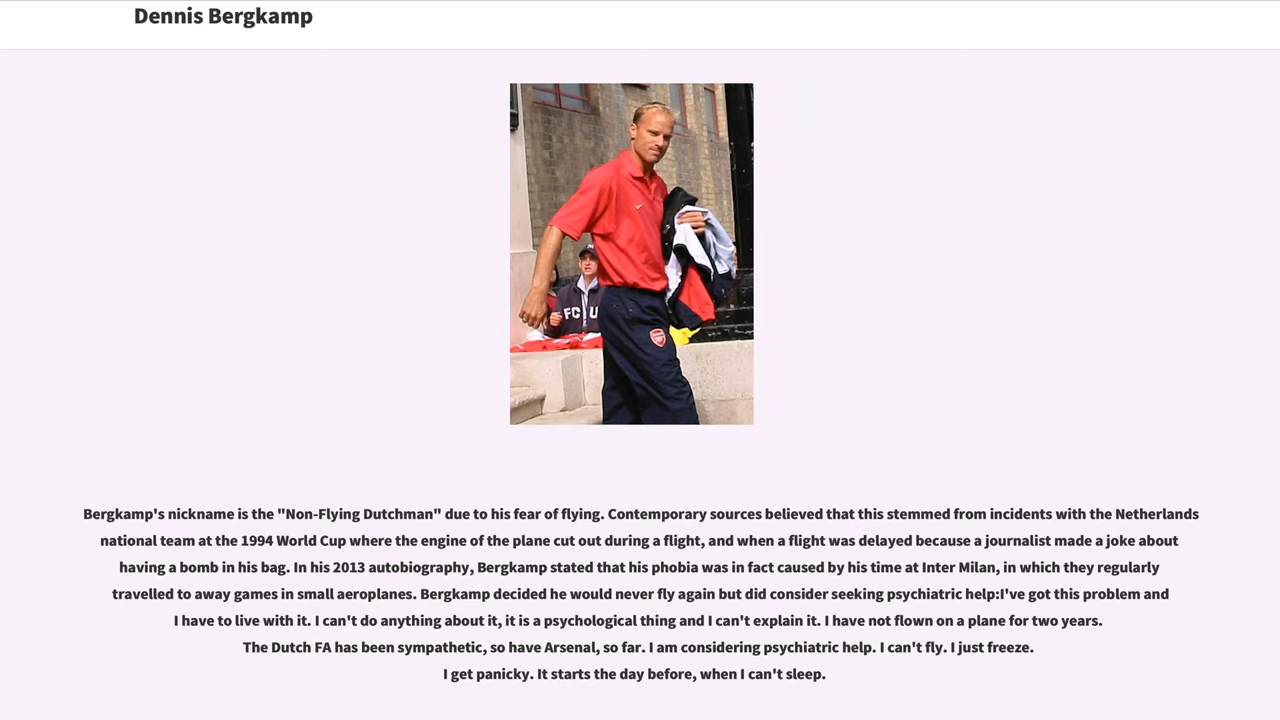 Dennis Bergkamp
FC U
Bergkamp's nickname is the "Non-Flying Dutchman" due to his fear of flying. Contemporary sources believed that this stemmed from incidents with the Netherlands
national team at the 1994 World Cup where the engine of the plane cut out during a flight, and when a flight was delayed because a journalist made a joke about
having a bomb in his bag. In his 2013 autobiography, Bergkamp stated that his phobia was in fact caused by his time at Inter Milan, in which they regularly
travelled to away games in small aeroplanes. Bergkamp decided he would never fly again but did consider seeking psychiatric help:I've got this problem and
I have to live with it. I can't do anything about it, it is a psychological thing and I can't explain it. I have not flown on a plane for two years.
The Dutch FA has been sympathetic, so have Arsenal, so far. I am considering psychiatric help. I can't fly. I just freeze.
I get panicky. It starts the day before, when I can't sleep.